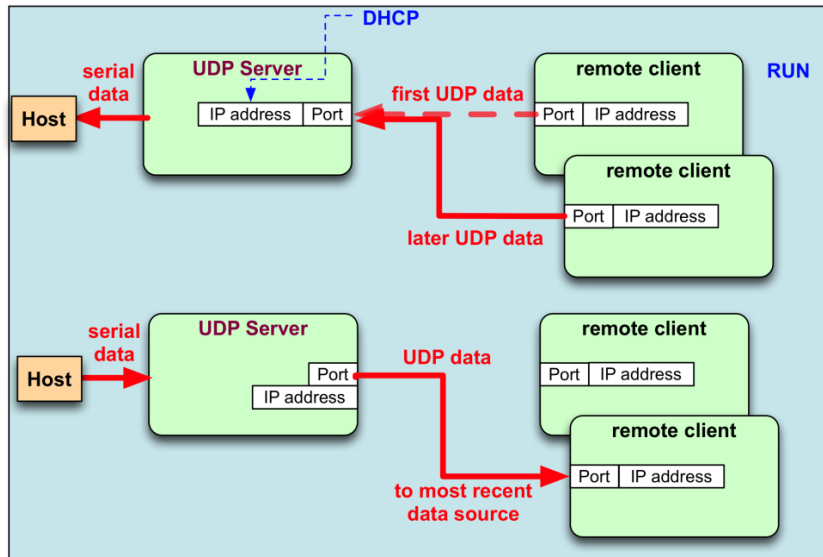 DHCP
serial
data
UDP Server
remote client
RUN
first UDP data
Host
IP address Port
Port IP address
remote client
Port IP address
later UDP data
serial
data
UDP Server
remote client
UDP data
Host
Port
IP address
Port IP address
remote client
Port IP address
to most recent
data source